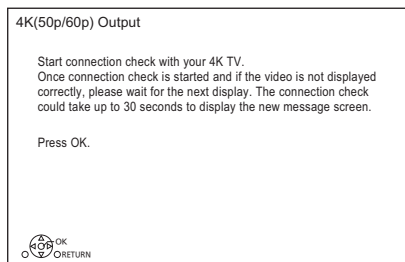 4K(50p/60p) Output
Start connection check with your 4K TV.
Once connection check is started and if the video is not displayed
correctly, please wait for the next display. The connection check
could take up to 30 seconds to display the new message screen.
Press OK.
OK
RETURN